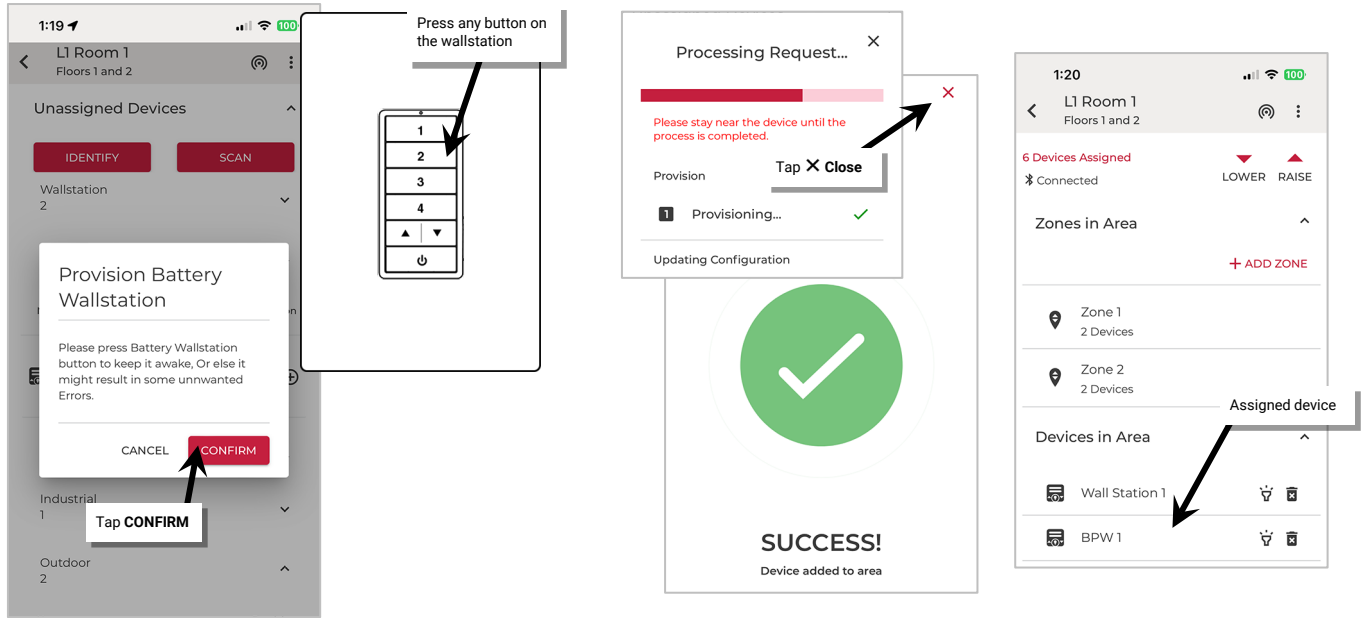 1:19
100
L1 Room 1
Floors 1 and 2
Unassigned Devices
IDENTIFY
SCAN
Wallstation
2
Provision Battery
Wallstation
Please press Battery Wallstation
button to keep it awake, Or else it
might result in some unnwanted
Errors.
CANCEL
CONFIRM
Tap CONFIRM
Industrial
1
Outdoor
2
Press any button on
the wallstation
1
2
3
4
Processing Request...
Please stay near the device until the
process is completed.
Tap ✕ Close
Provision
1 Provisioning...
Updating Configuration
SUCCESS!
Device added to area
1:20
100
L1 Room 1
Floors 1 and 2
6 Devices Assigned
Connected
LOWER
RAISE
Zones in Area
+ ADD ZONE
Zone 1
2 Devices
Zone 2
2 Devices
Assigned device
Devices in Area
Wall Station 1
BPW 1